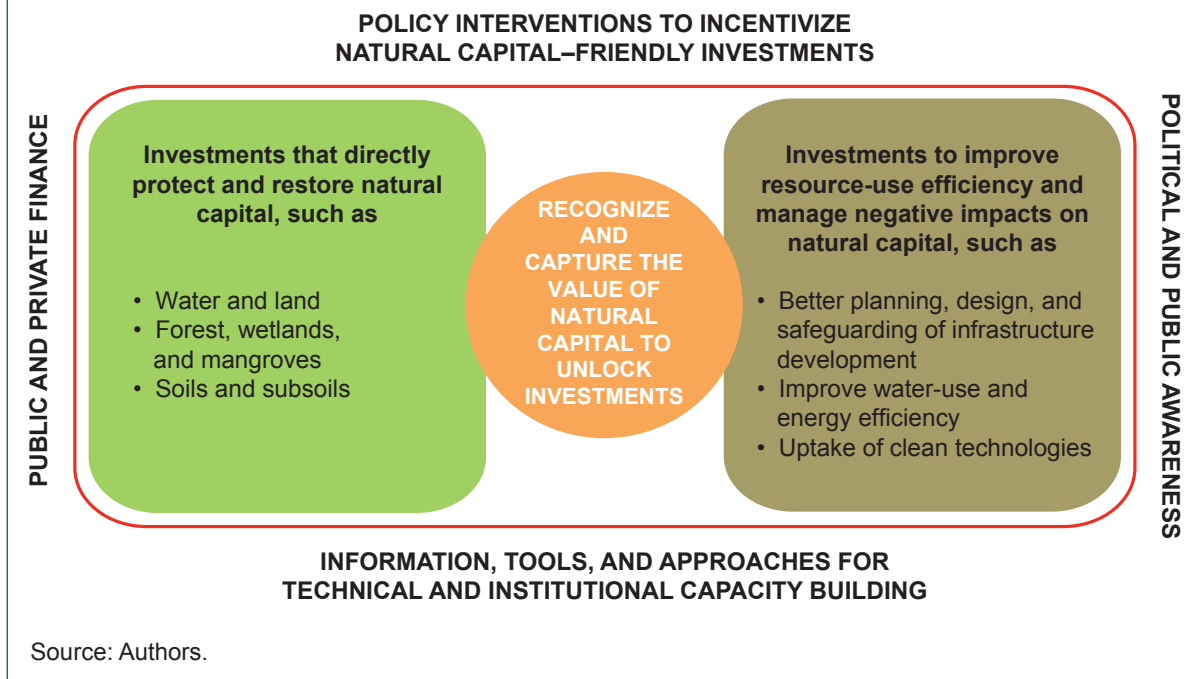 POLICY INTERVENTIONS TO INCENTIVIZE
NATURAL CAPITAL–FRIENDLY INVESTMENTS
PUBLIC AND PRIVATE FINANCE
Investments that directly
protect and restore natural
capital, such as
• Water and land
• Forest, wetlands,
and mangroves
• Soils and subsoils
RECOGNIZE
AND
CAPTURE THE
VALUE OF
NATURAL
CAPITAL TO
UNLOCK
INVESTMENTS
Investments to improve
resource-use efficiency and
manage negative impacts on
natural capital, such as
• Better planning, design, and
safeguarding of infrastructure
development
• Improve water-use and
energy efficiency
• Uptake of clean technologies
POLITICAL AND PUBLIC AWARENESS
INFORMATION, TOOLS, AND APPROACHES FOR
TECHNICAL AND INSTITUTIONAL CAPACITY BUILDING
Source: Authors.